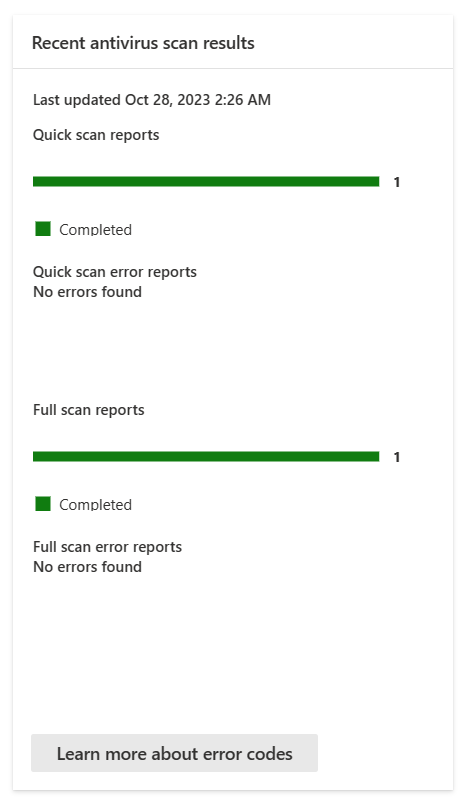 Recent antivirus scan results
Last updated Oct 28, 2023 2:26 AM
Quick scan reports
1
Completed
Quick scan error reports
No errors found
Full scan reports
1
Completed
Full scan error reports
No errors found
Learn more about error codes